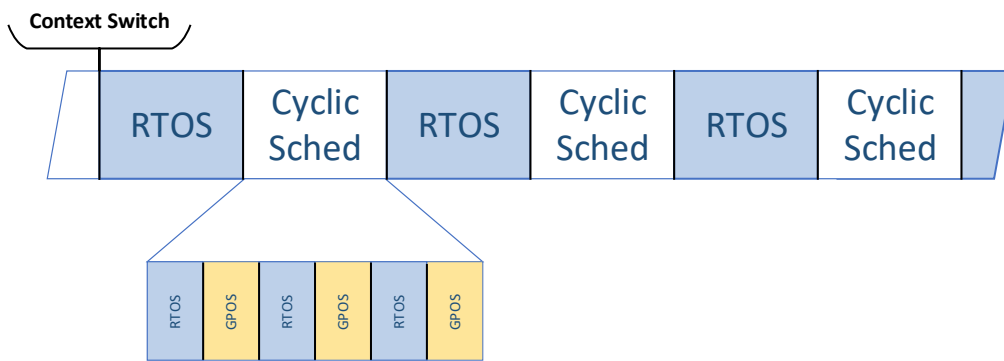 Context Switch
RTOS
Cyclic
Sched
RTOS
Cyclic
Sched
RTOS
Cyclic
Sched
RTOS
GPOS
RTOS
GPOS
RTOS
GPOS